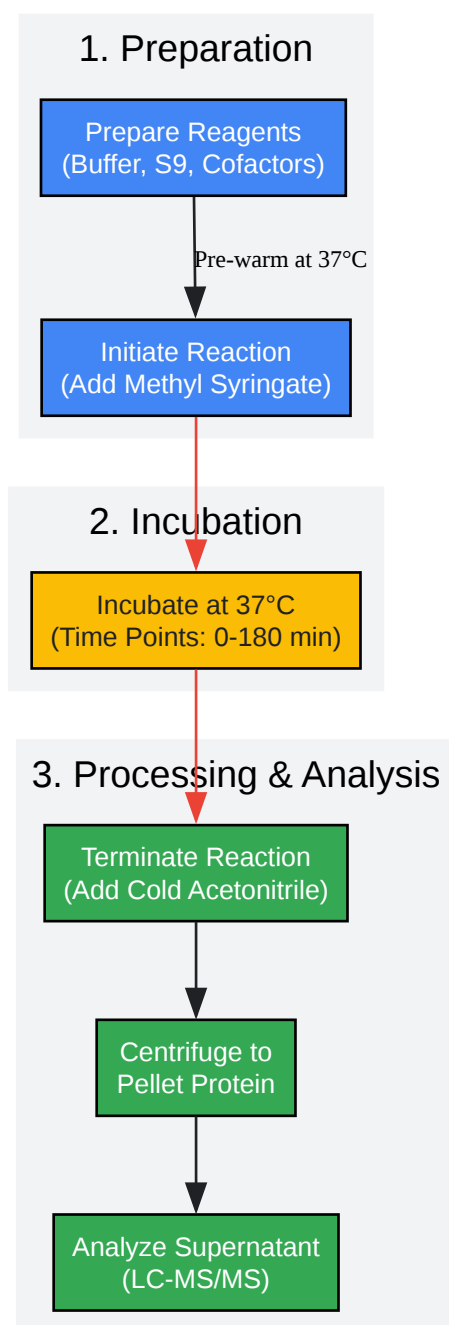 1. Preparation
Prepare Reagents
(Buffer, S9, Cofactors)
Pre-warm at 37°C
Initiate Reaction
(Add Methyl Syringate)
2. Incubation
Incubate at 37°C
(Time Points: 0-180 min)
3. Processing & Analysis
Terminate Reaction
(Add Cold Acetonitrile)
Centrifuge to
Pellet Protein
Analyze Supernatant
(LC-MS/MS)